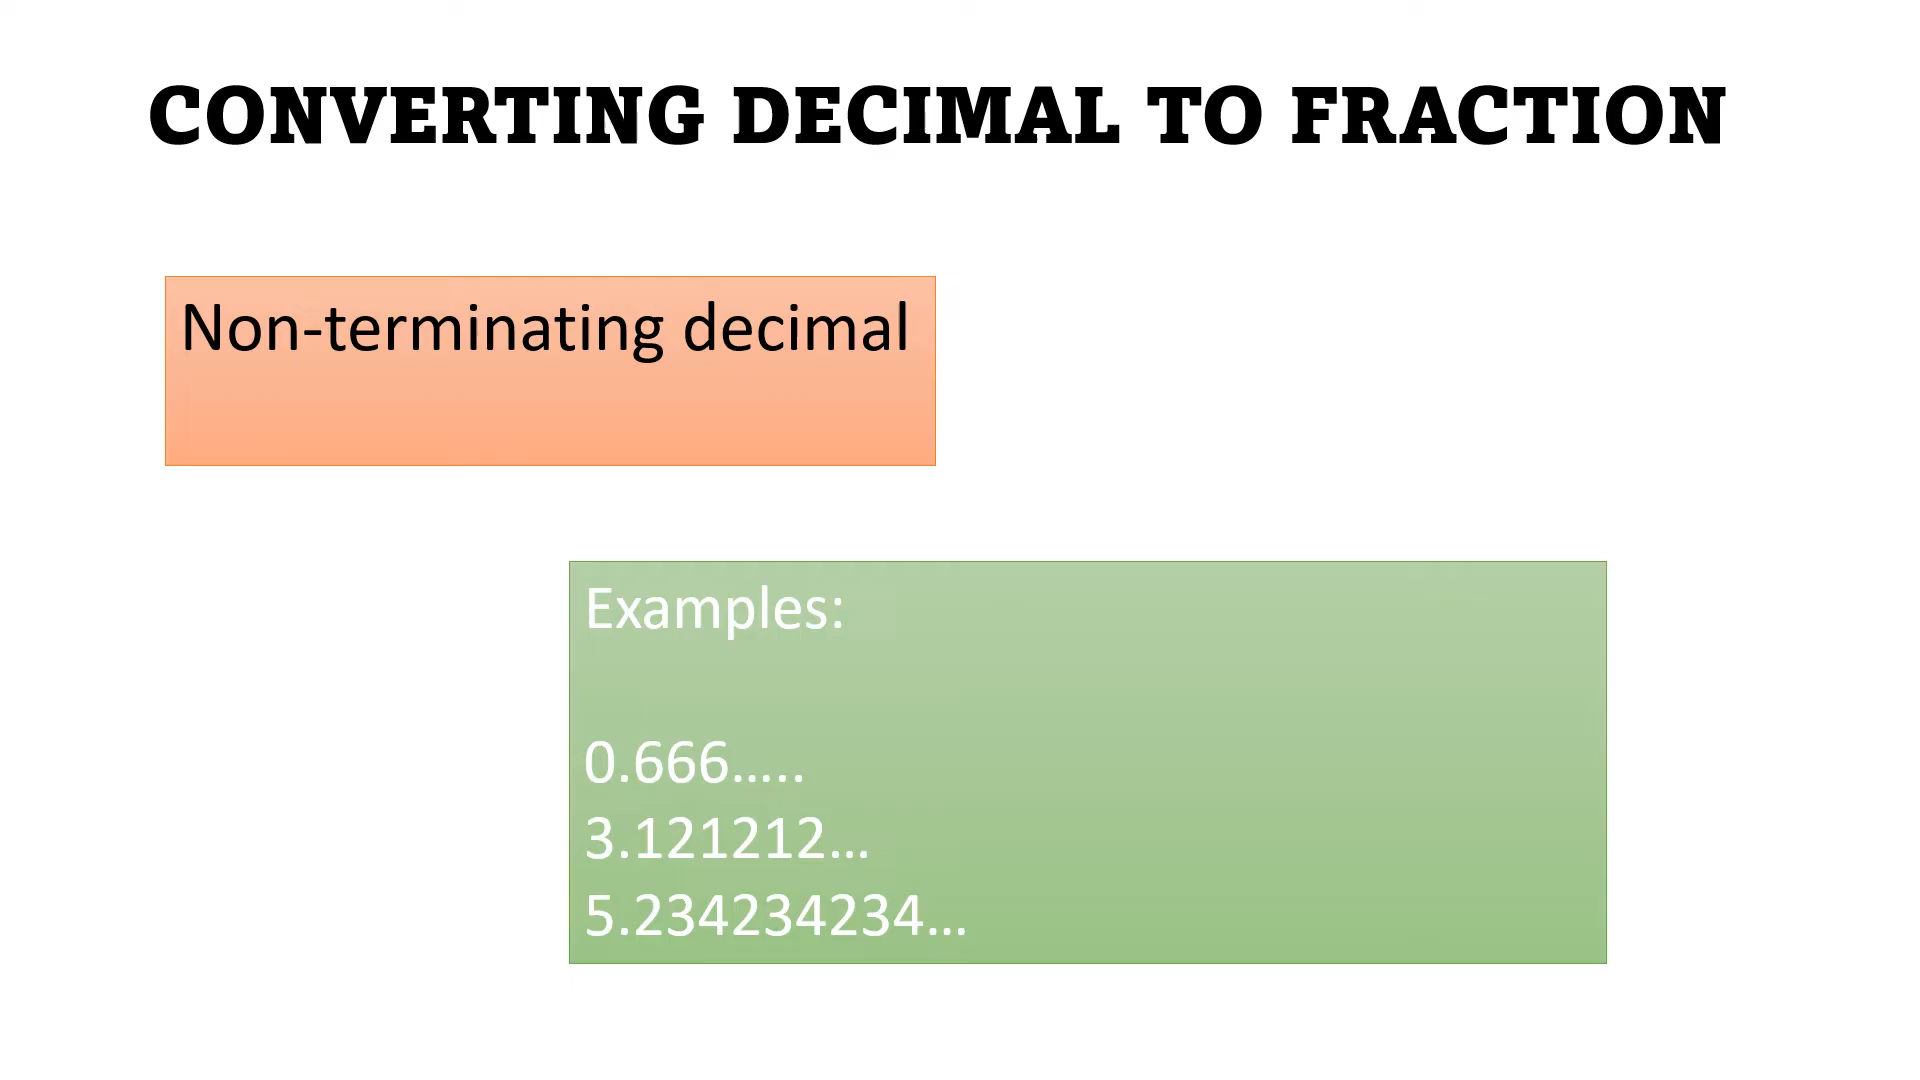 CONVERTING DECIMAL TO FRACTION
Non-terminating decimal
Examples:
0.666…..
3.121212…
5.234234234…